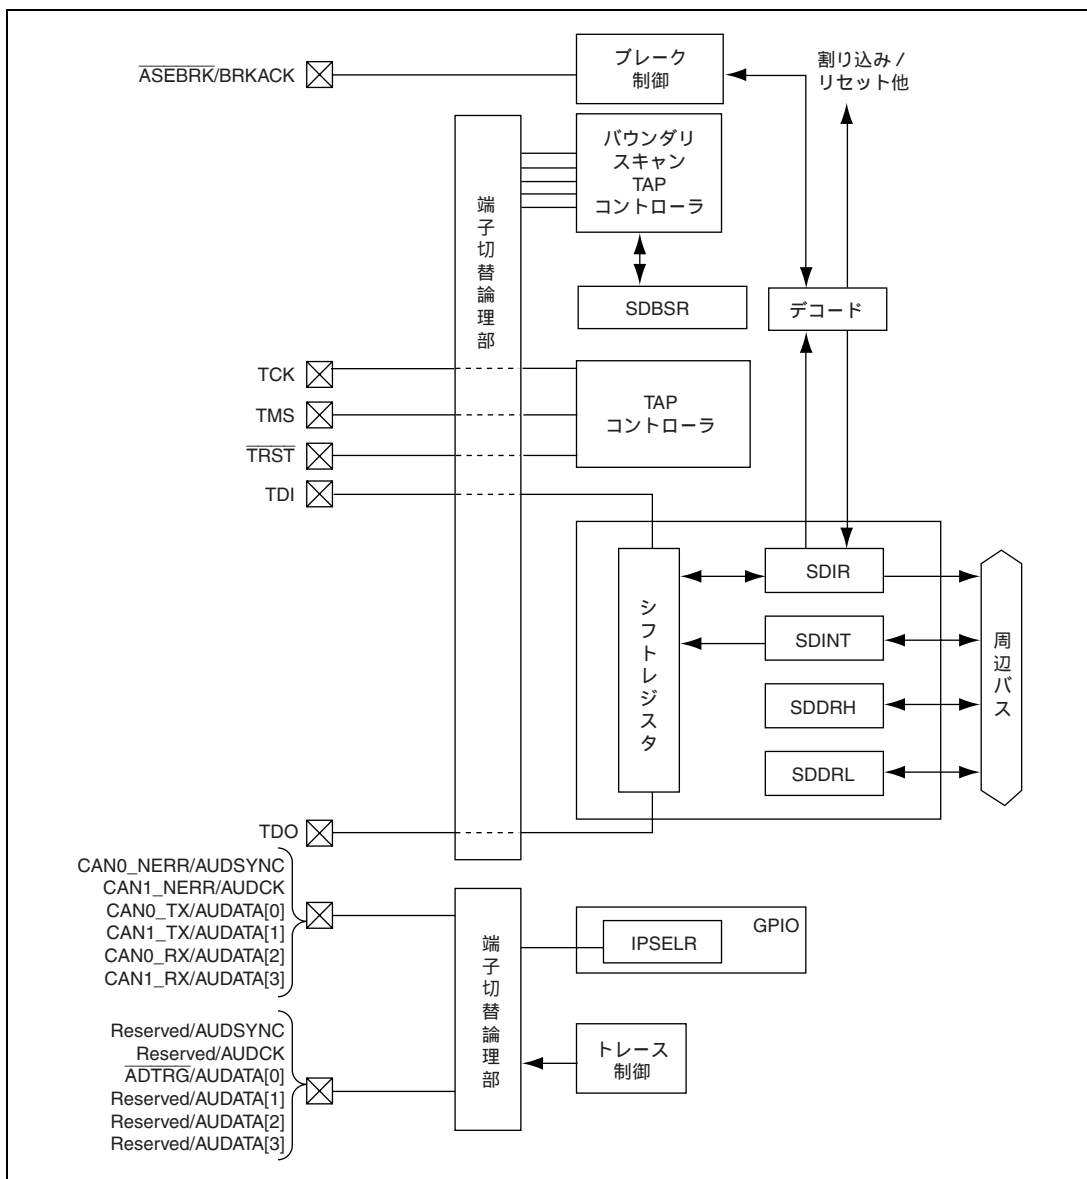 ASEBRK/BRKACK
ブレーク
制御
割り込み /
リセット他
バウンダリ
スキャン
TAP
コントローラ
端子切替論理部
SDBSR
デコード
TCK
TMS
TRST
TDI
TAP
コントローラ
シフトレジスタ
SDIR
SDINT
SDDRH
SDDRL
周辺バス
TDO
CAN0_NERR/AUDSYNC
CAN1_NERR/AUDCK
CAN0_TX/AUDATA[0]
CAN1_TX/AUDATA[1]
CAN0_RX/AUDATA[2]
CAN1_RX/AUDATA[3]
端子切替論理部
GPIO
IPSELR
Reserved/AUDSYNC
Reserved/AUDCK
ADTRG/AUDATA[0]
Reserved/AUDATA[1]
Reserved/AUDATA[2]
Reserved/AUDATA[3]
トレース
制御